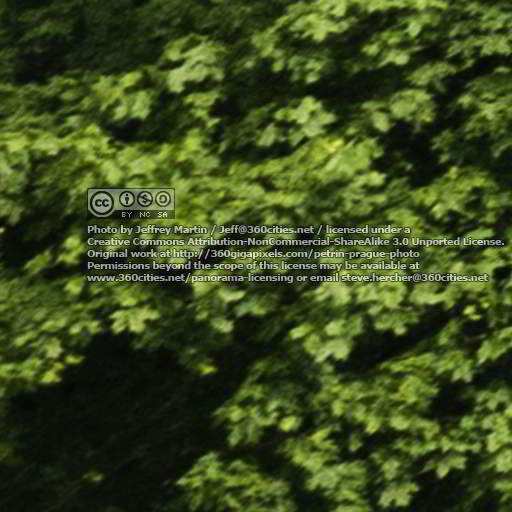 cc
BY NC SA
Photo by Jeffrey Martin / Jeff@360cities.net / licensed under a
Creative Commons Attribution-NonCommercial-ShareAlike 3.0 Unported License.
Original work at http://360gigapixels.com/petrin-prague-photo
Permissions beyond the scope of this license may be available at
www.360cities.net/panorama-licensing or email steve.hercher@360cities.net